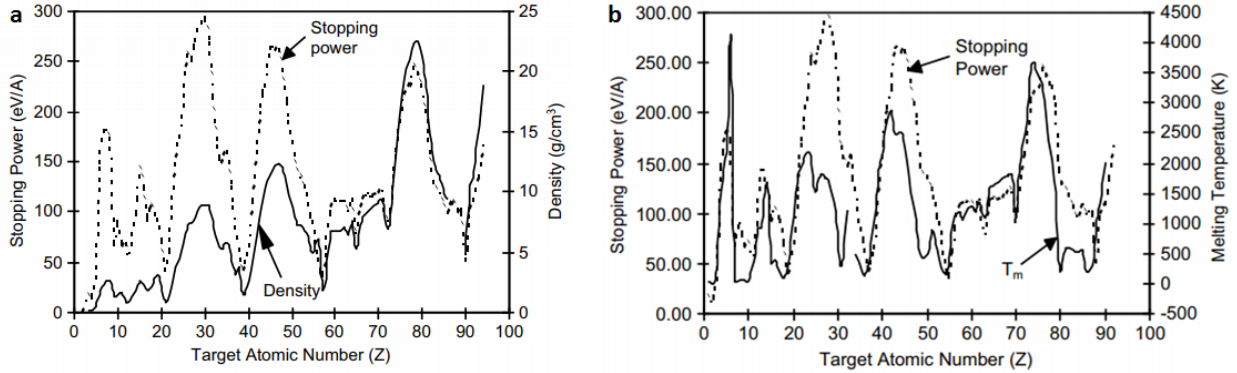 a
Stopping Power (eV/A)
300
250
200
150
100
50
0
0 10 20 30 40 50 60 70 80 90 100
Target Atomic Number (Z)
25
20
15
10
5
0
Density (g/cm³)
Stopping
power
Density
b
Stopping Power (eV/A)
300.00
250.00
200.00
150.00
100.00
50.00
0.00
0 10 20 30 40 50 60 70 80 90 100
Target Atomic Number (Z)
4500
4000
3500
3000
2500
2000
1500
1000
500
0
-500
Melting Temperature (K)
Stopping
Power
Tm